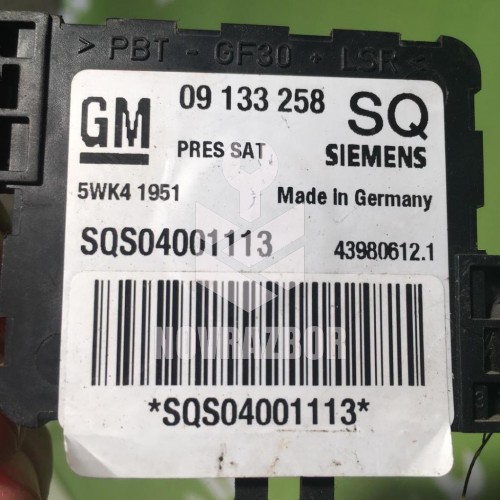 > PBT - GF30 + LSR <
GM 09 133 258 SQ
PRES SAT. SIEMENS
5WK4 1951 Made in Germany
SQS04001113 43980612.1
NOWRAZBOR
*SQS04001113*